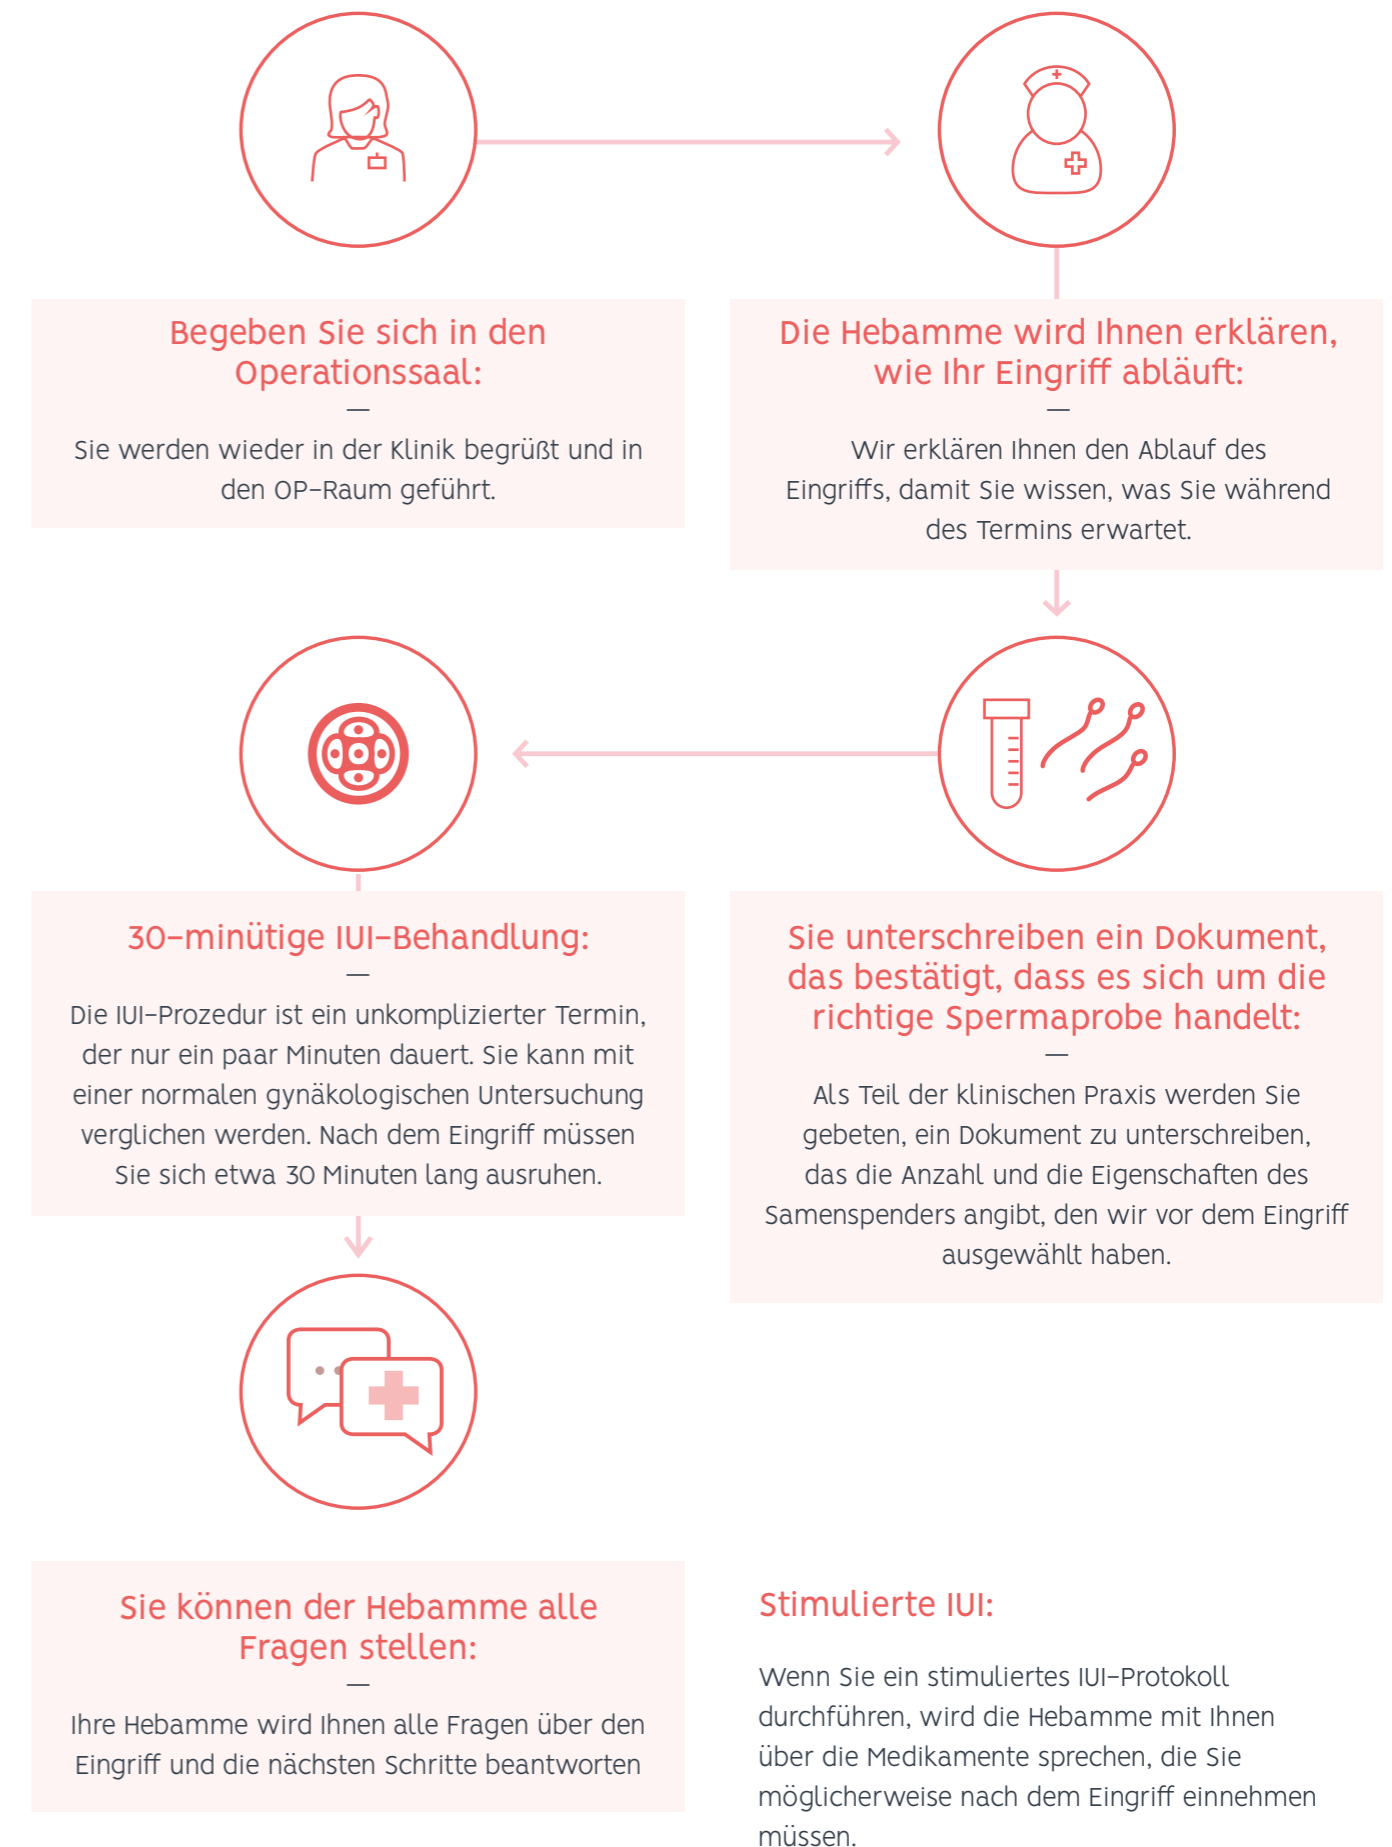 Begeben Sie sich in den
Operationssaal:
—
Sie werden wieder in der Klinik begrüßt und in
den OP-Raum geführt.
Die Hebamme wird Ihnen erklären,
wie Ihr Eingriff abläuft:
—
Wir erklären Ihnen den Ablauf des
Eingriffs, damit Sie wissen, was Sie während
des Termins erwartet.
Sie unterschreiben ein Dokument,
das bestätigt, dass es sich um die
richtige Spermaprobe handelt:
—
Als Teil der klinischen Praxis werden Sie
gebeten, ein Dokument zu unterschreiben,
das die Anzahl und die Eigenschaften des
Samenspenders angibt, den wir vor dem Eingriff
ausgewählt haben.
30-minütige IUI-Behandlung:
—
Die IUI-Prozedur ist ein unkomplizierter Termin,
der nur ein paar Minuten dauert. Sie kann mit
einer normalen gynäkologischen Untersuchung
verglichen werden. Nach dem Eingriff müssen
Sie sich etwa 30 Minuten lang ausruhen.
Sie können der Hebamme alle
Fragen stellen:
—
Ihre Hebamme wird Ihnen alle Fragen über den
Eingriff und die nächsten Schritte beantworten
Stimulierte IUI:
Wenn Sie ein stimuliertes IUI-Protokoll
durchführen, wird die Hebamme mit Ihnen
über die Medikamente sprechen, die Sie
möglicherweise nach dem Eingriff einnehmen
müssen.